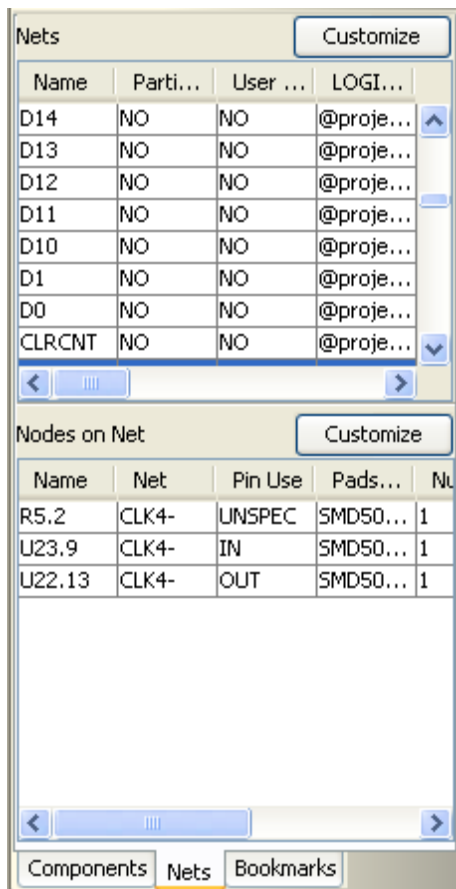 Nets Customize
Name Parti... User ... LOGI...
D14 NO NO @proje...
D13 NO NO @proje...
D12 NO NO @proje...
D11 NO NO @proje...
D10 NO NO @proje...
D1 NO NO @proje...
D0 NO NO @proje...
CLRCNT NO NO @proje...
Nodes on Net Customize
Name Net Pin Use Pads... Nu
R5.2 CLK4- UNSPEC SMD50... 1
U23.9 CLK4- IN SMD50... 1
U22.13 CLK4- OUT SMD50... 1
Components Nets Bookmarks